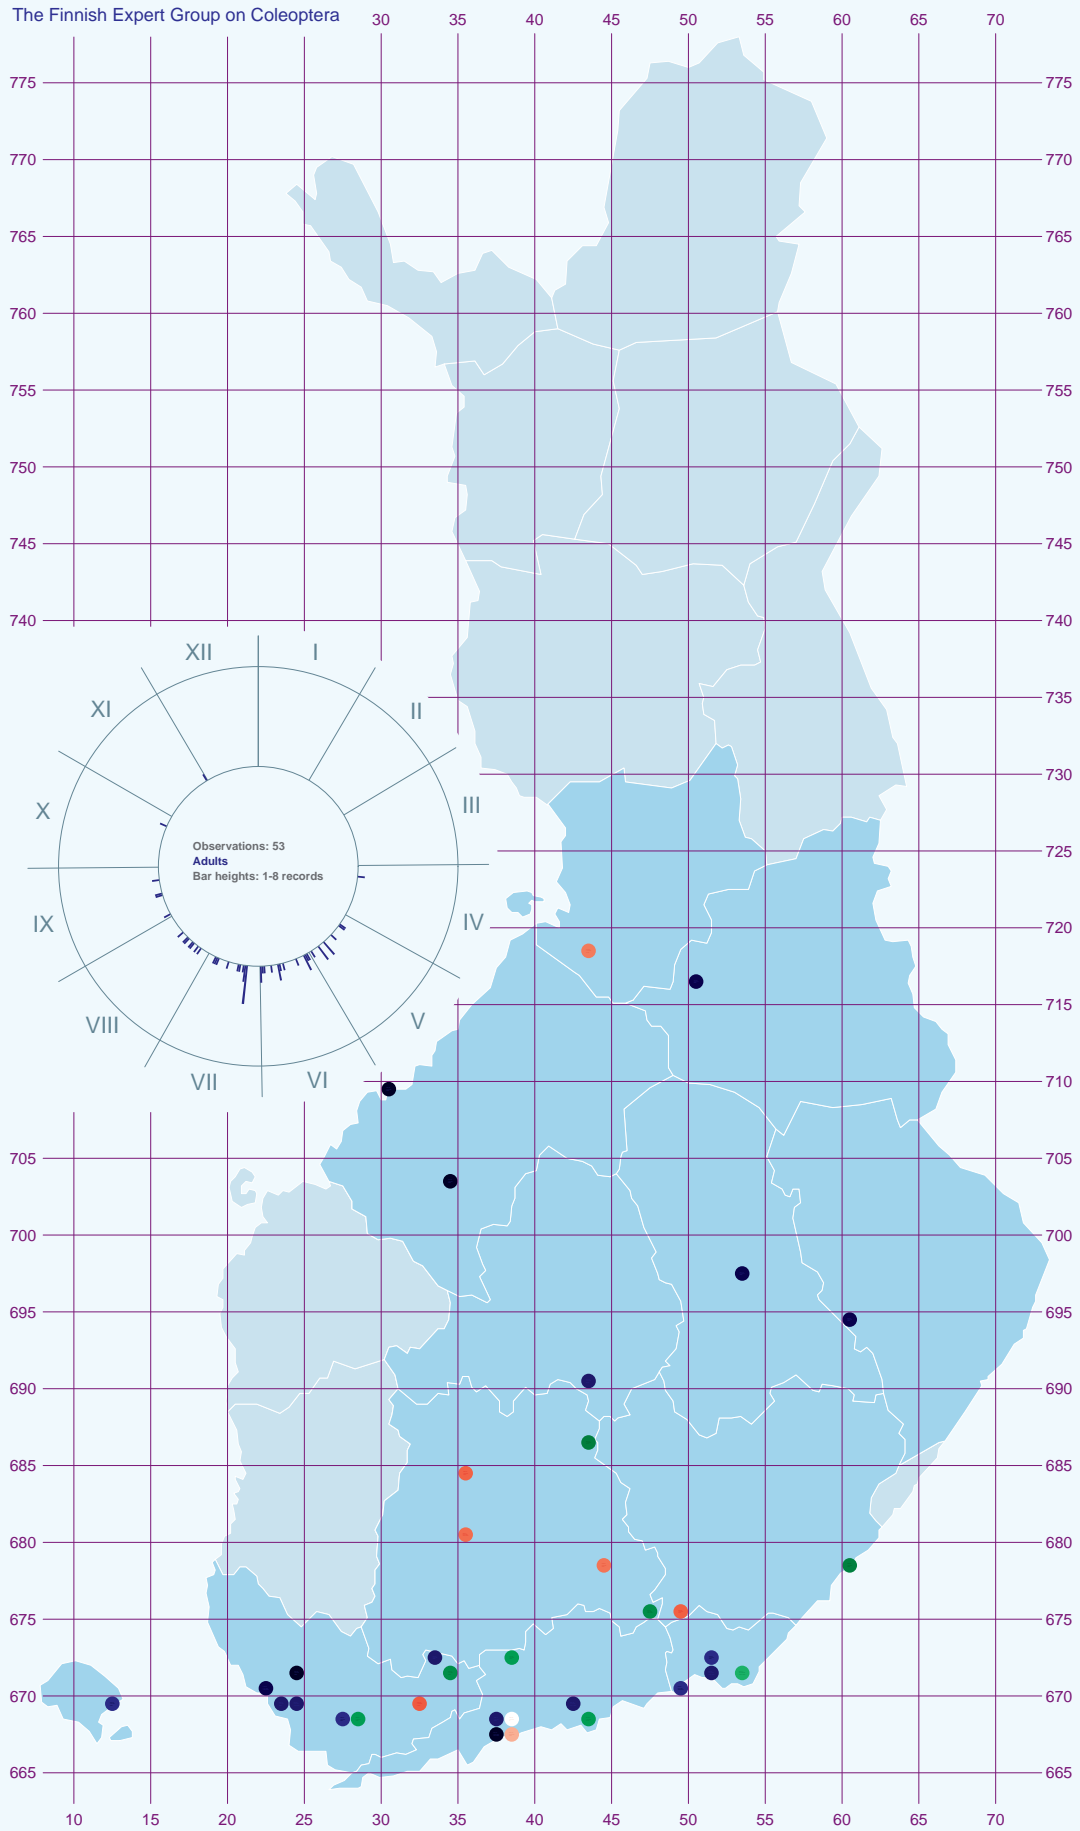 The Finnish Expert Group on Coleoptera
30 35 40 45 50 55 60 65 70
775 775
770 770
765 765
760 760
755 755
750 750
745 745
740 740
XII I
XI II
735
730
X III
Observations: 53
Adults
Bar heights: 1-8 records
725
IX IV
720
715
VIII V
VII VI
710
705 705
700 700
695 695
690 690
685 685
680 680
675 675
670 670
665 665
10 15 20 25 30 35 40 45 50 55 60 65 70